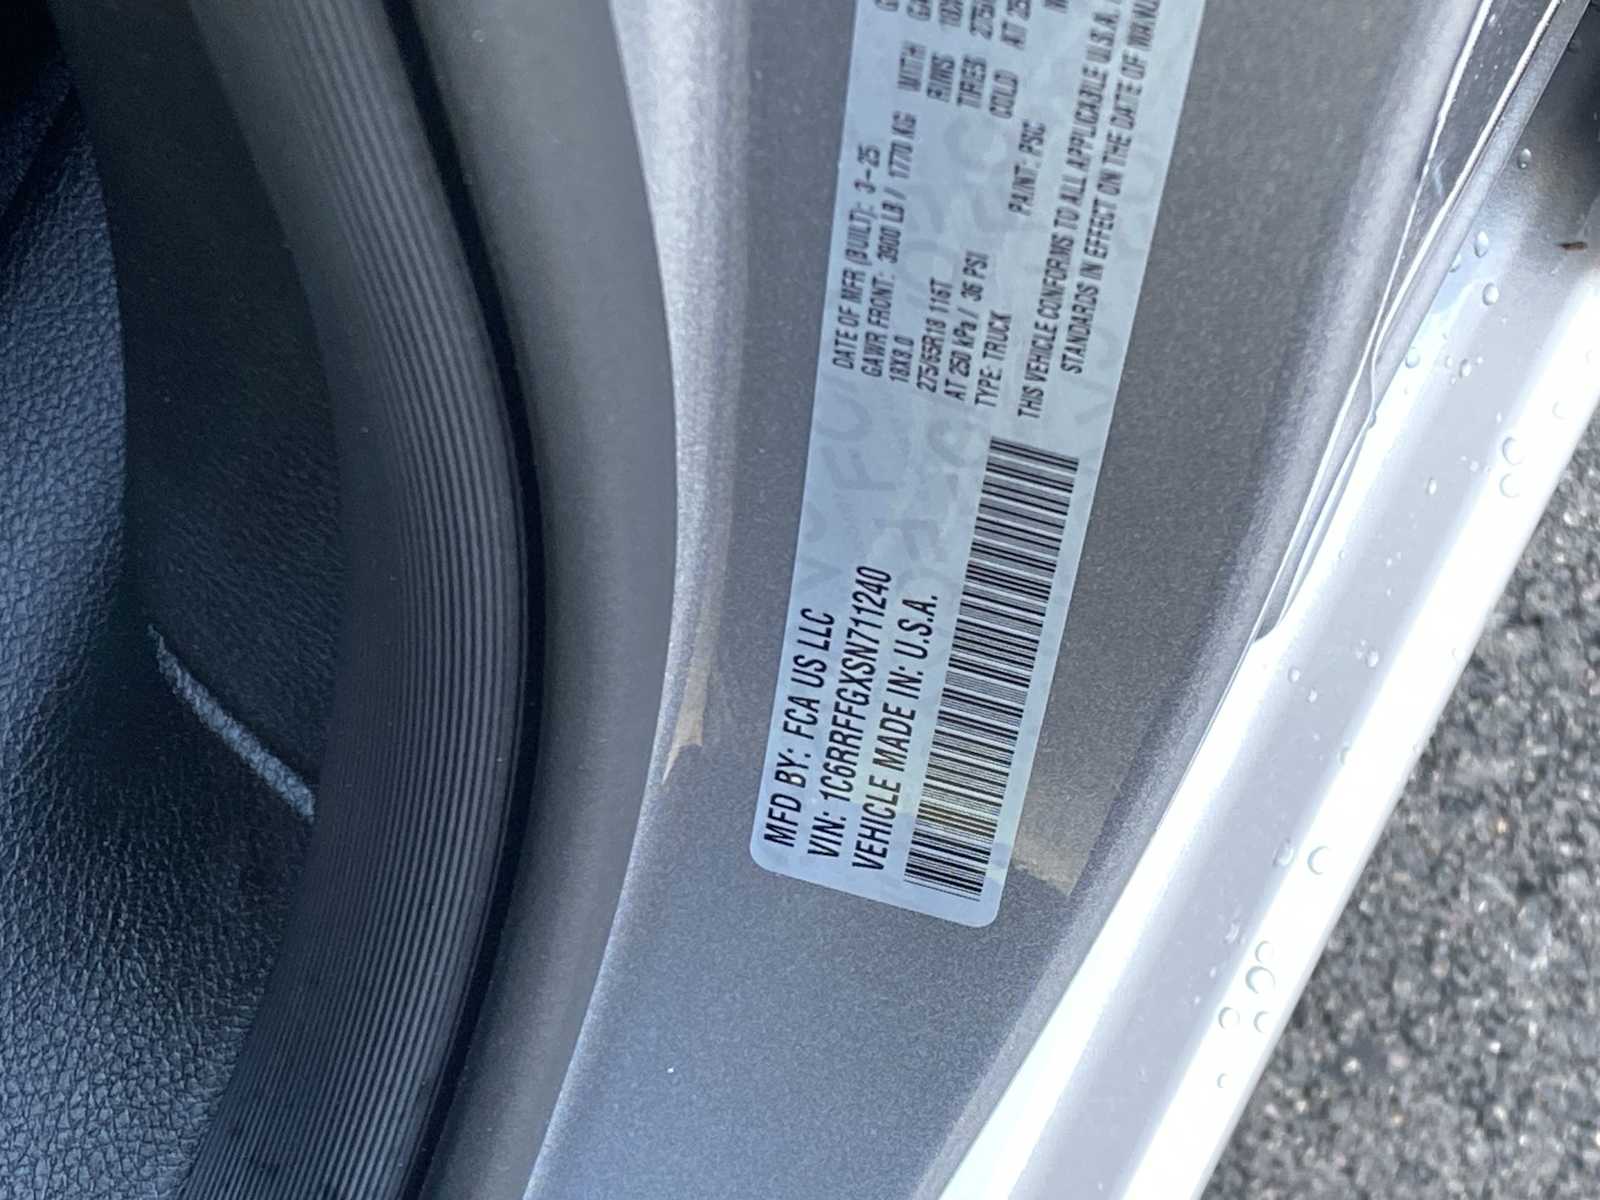 MFD BY: FCA US LLC
VIN: 1C6RRFFGXSN711240
VEHICLE MADE IN: U.S.A.
DATE OF MFR (BUILT): 3-25
GAWR FRONT: 3900 LB / 1770 KG WITH
18X8.0 RIMS
275/65R18 116T TIRES
AT 250 kPa / 36 PSI COLD
TYPE: TRUCK PAINT: PSC
THIS VEHICLE CONFORMS TO ALL APPLICABLE U.S.A.
STANDARDS IN EFFECT ON THE DATE OF